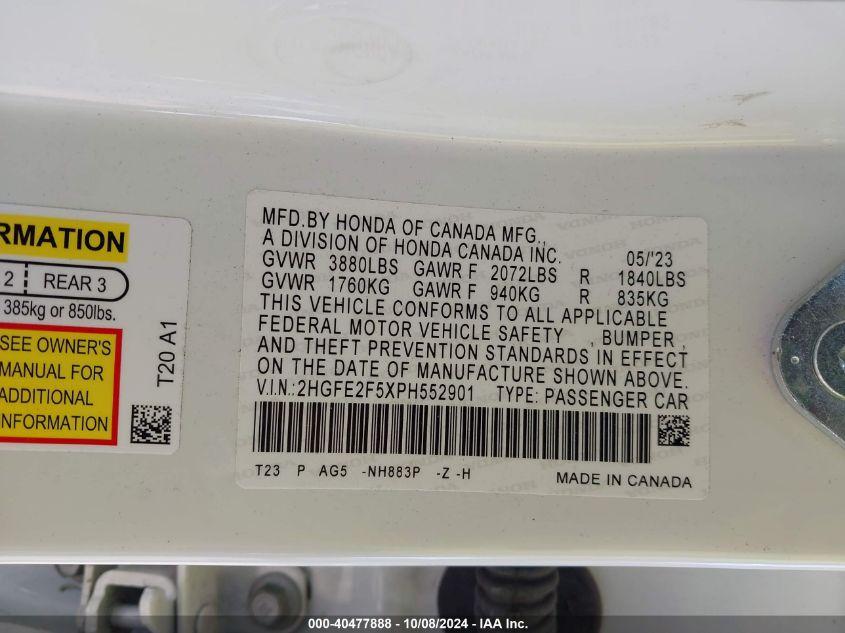 RMATION
2 REAR 3
385kg or 850lbs.
SEE OWNER'S
MANUAL FOR
ADDITIONAL
INFORMATION
T20 A1
MFD.BY HONDA OF CANADA MFG.,
A DIVISION OF HONDA CANADA INC. 05/'23
GVWR 3880LBS GAWR F 2072LBS R 1840LBS
GVWR 1760KG GAWR F 940KG R 835KG
THIS VEHICLE CONFORMS TO ALL APPLICABLE
FEDERAL MOTOR VEHICLE SAFETY , BUMPER ,
AND THEFT PREVENTION STANDARDS IN EFFECT
ON THE DATE OF MANUFACTURE SHOWN ABOVE.
V.I.N.:2HGFE2F5XPH552901 TYPE: PASSENGER CAR
T23 P AG5 -NH883P -Z -H MADE IN CANADA
000-40477888 - 10/08/2024 - IAA Inc.